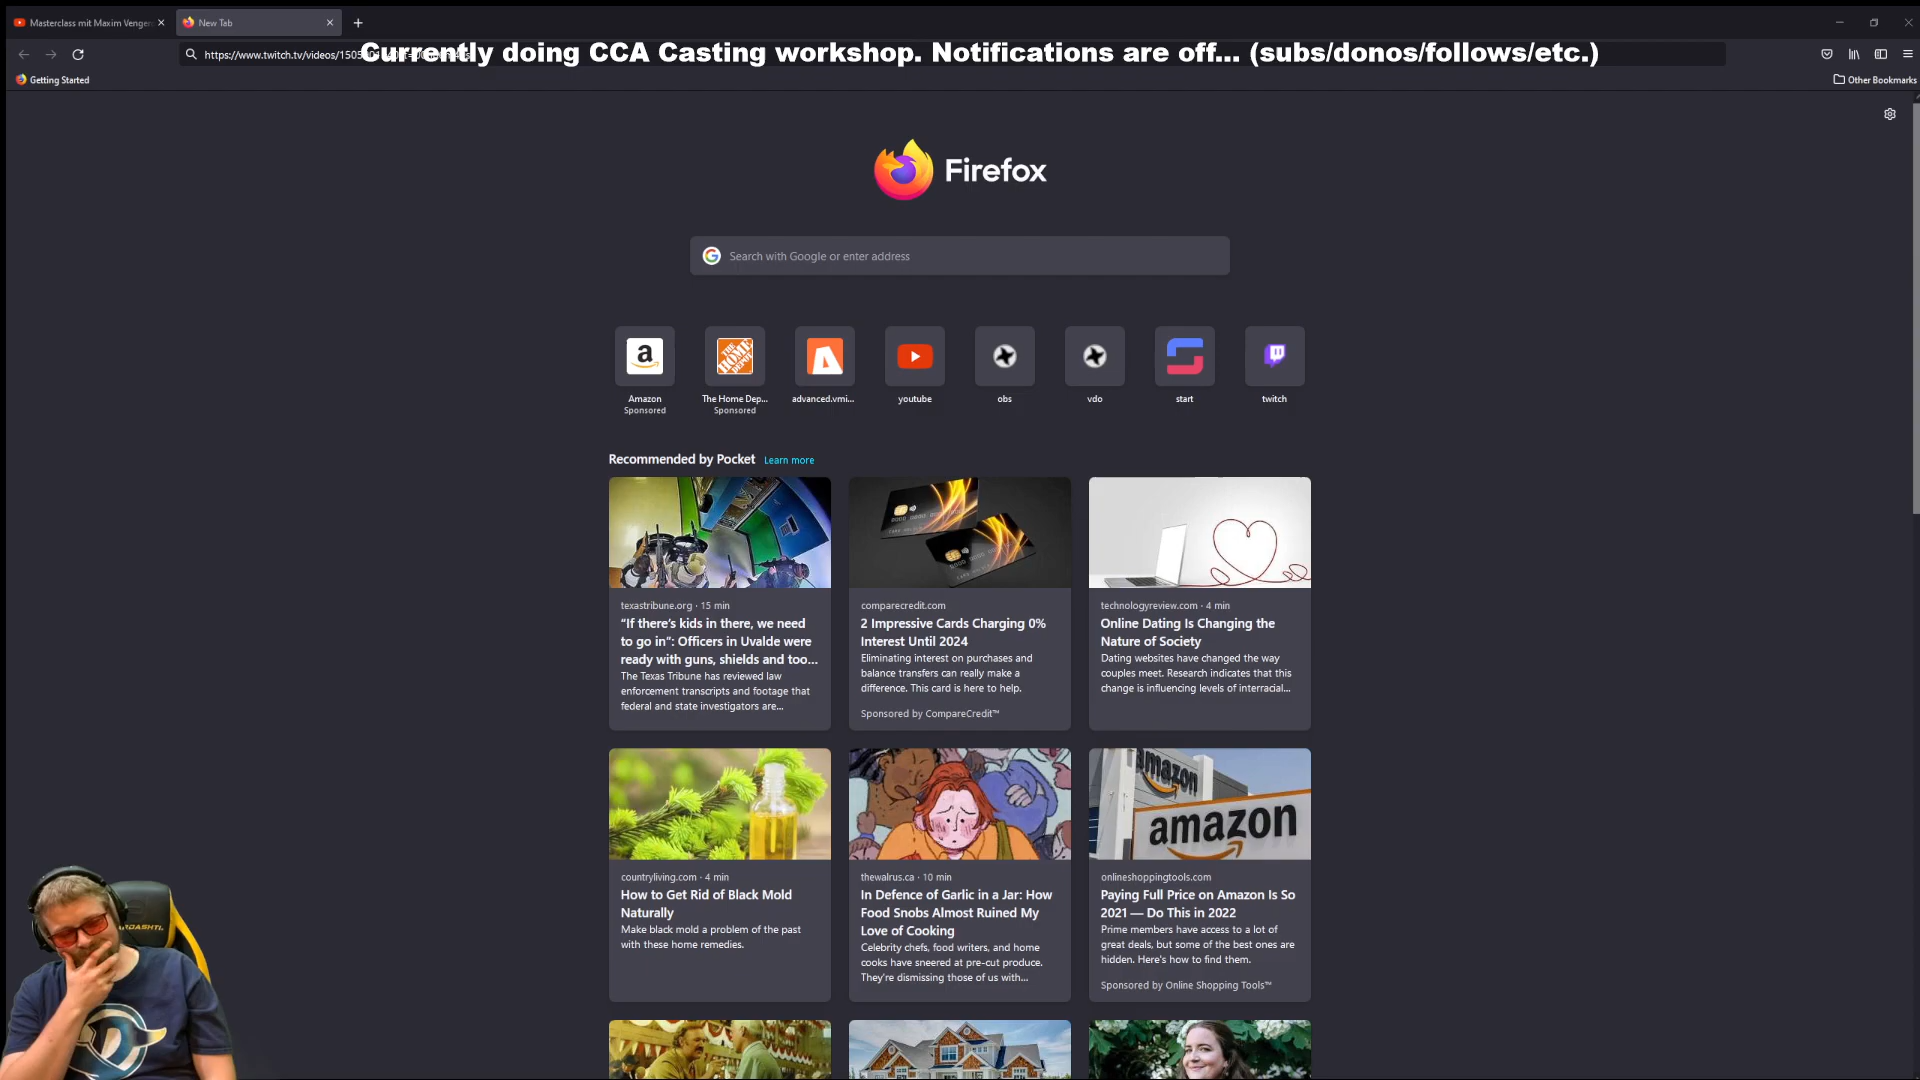 Masterclass mit Maxim Venger
New Tab
https://www.twitch.tv/videos/150
Currently doing CCA Casting workshop. Notifications are off... (subs/donos/follows/etc.)
Getting Started
Other Bookmarks
Firefox
Search with Google or enter address
Amazon
Sponsored
The Home Dep...
Sponsored
advanced.vmi...
youtube
obs
vdo
start
twitch
Recommended by Pocket Learn more
texastribune.org · 15 min
“If there’s kids in there, we need
to go in”: Officers in Uvalde were
ready with guns, shields and too...
The Texas Tribune has reviewed law
enforcement transcripts and footage that
federal and state investigators are...
comparecredit.com
2 Impressive Cards Charging 0%
Interest Until 2024
Eliminating interest on purchases and
balance transfers can really make a
difference. This card is here to help.
Sponsored by CompareCredit™
technologyreview.com · 4 min
Online Dating Is Changing the
Nature of Society
Dating websites have changed the way
couples meet. Research indicates that this
change is influencing levels of interracial...
amazon
amazon
countryliving.com · 4 min
How to Get Rid of Black Mold
Naturally
Make black mold a problem of the past
with these home remedies.
thewalrus.ca · 10 min
In Defence of Garlic in a Jar: How
Food Snobs Almost Ruined My
Love of Cooking
Celebrity chefs, food writers, and home
cooks have sneered at pre-cut produce.
They’re dismissing those of us with...
onlineshoppingtools.com
Paying Full Price on Amazon Is So
2021 — Do This in 2022
Prime members have access to a lot of
great deals, but some of the best ones are
hidden. Here's how to find them.
Sponsored by Online Shopping Tools™